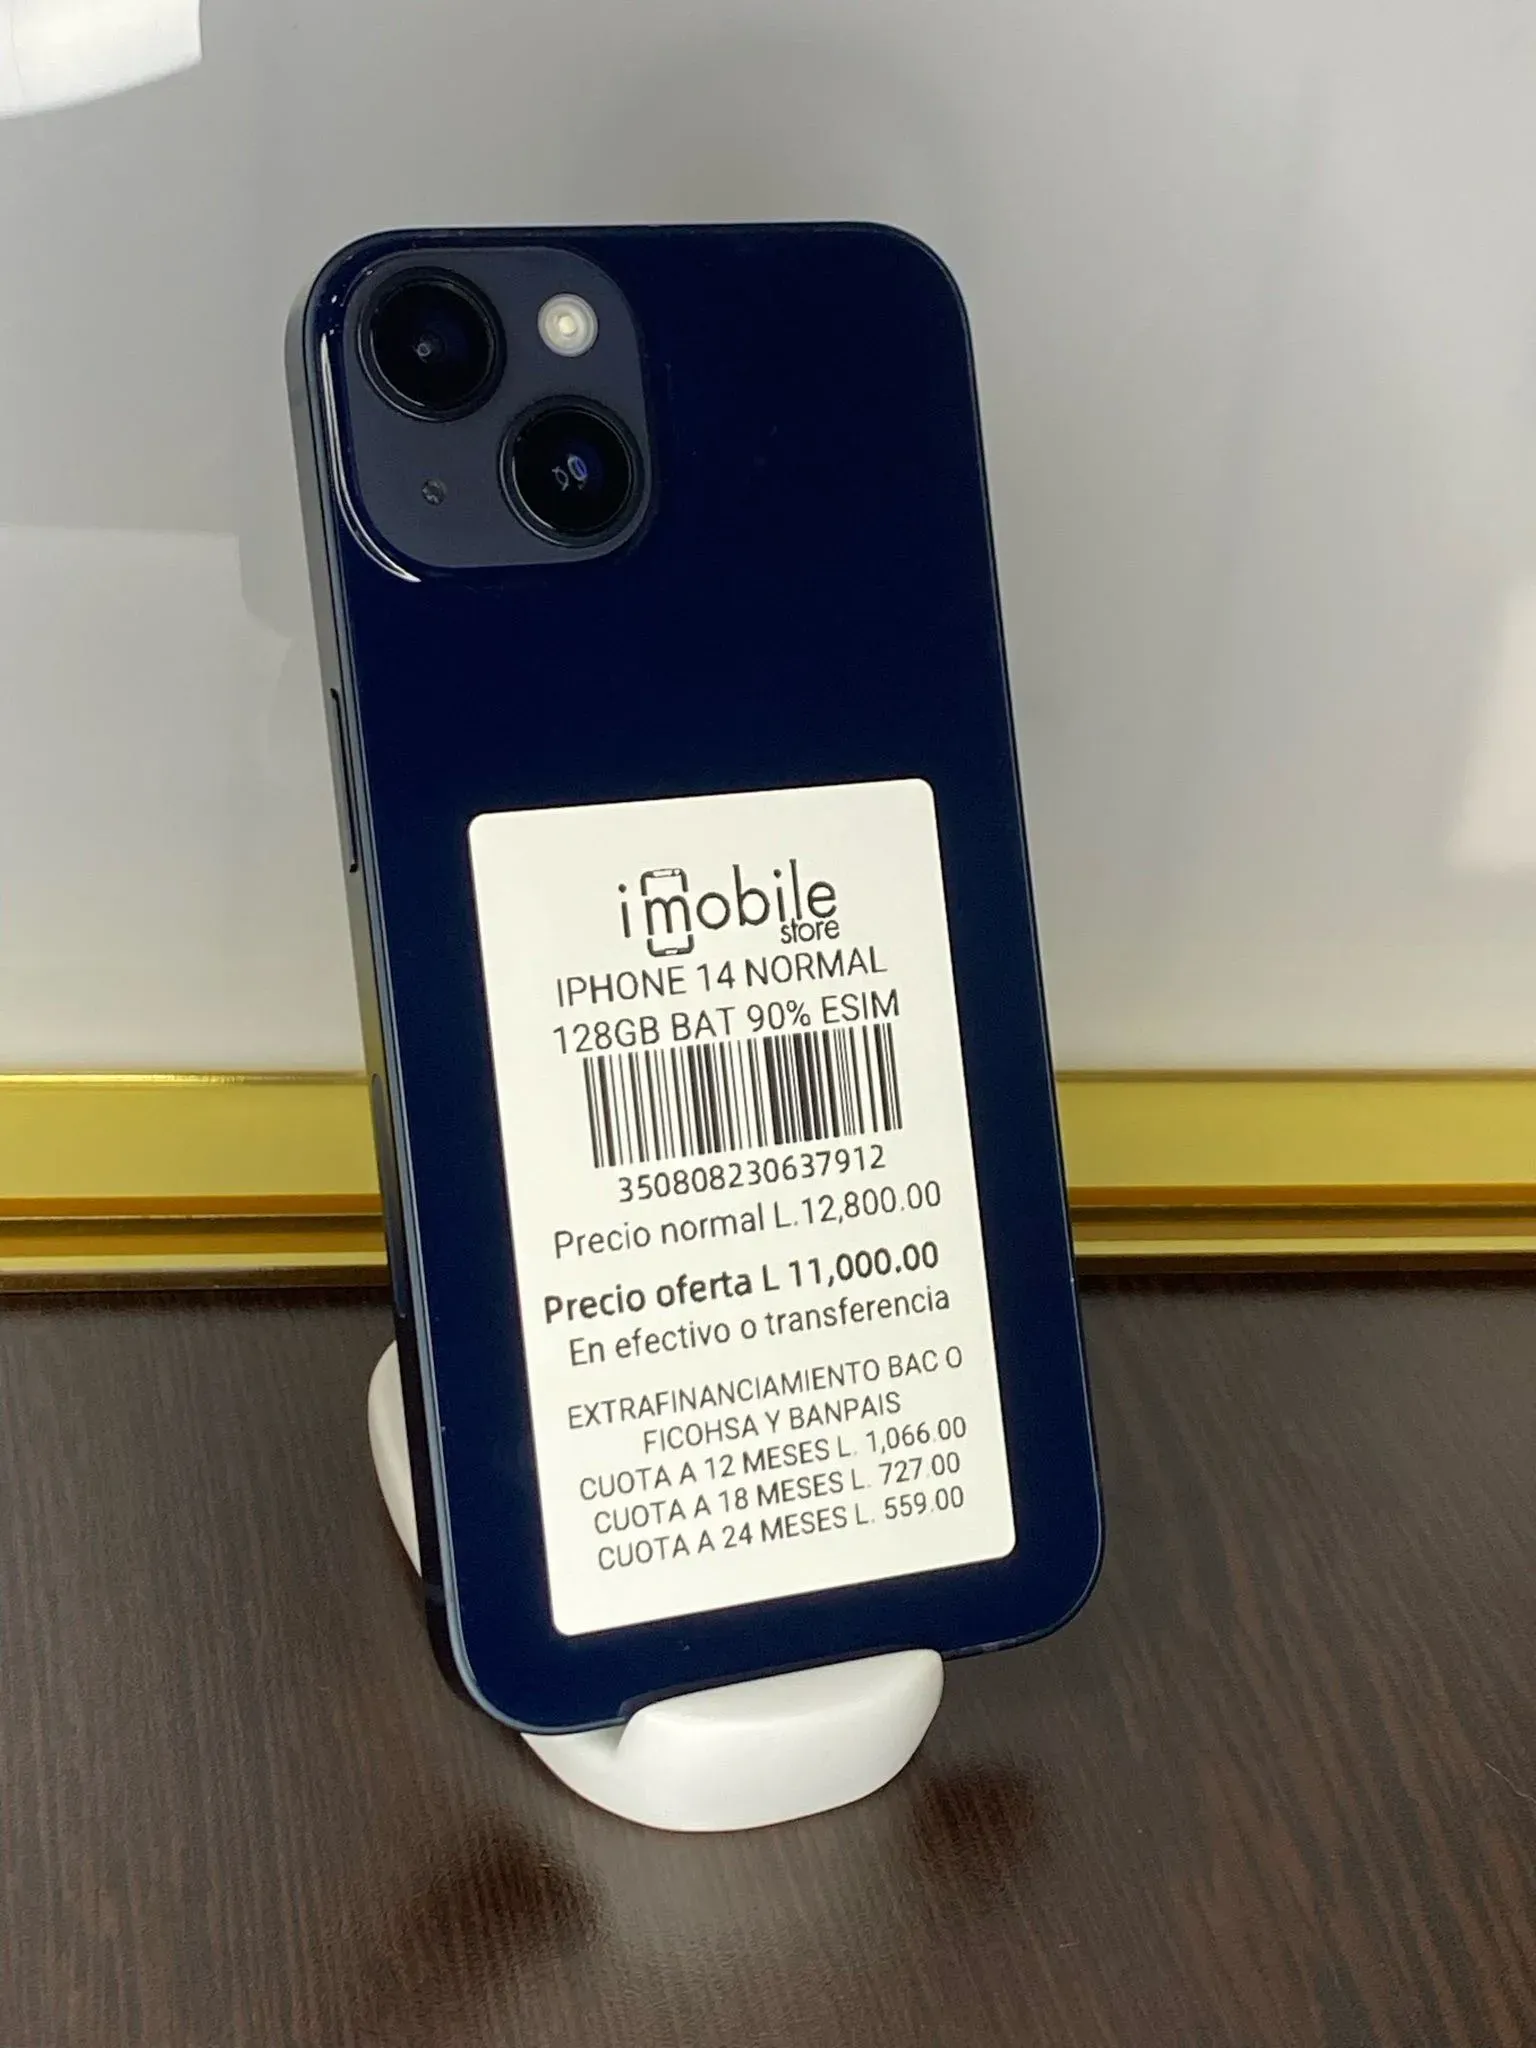 imobile
store
IPHONE 14 NORMAL
128GB BAT 90% ESIM
350808230637912
Precio normal L.12,800.00
Precio oferta L 11,000.00
En efectivo o transferencia
EXTRAFINANCIAMIENTO BAC O
FICOHSA Y BANPAIS
CUOTA A 12 MESES L. 1,066.00
CUOTA A 18 MESES L. 727.00
CUOTA A 24 MESES L. 559.00